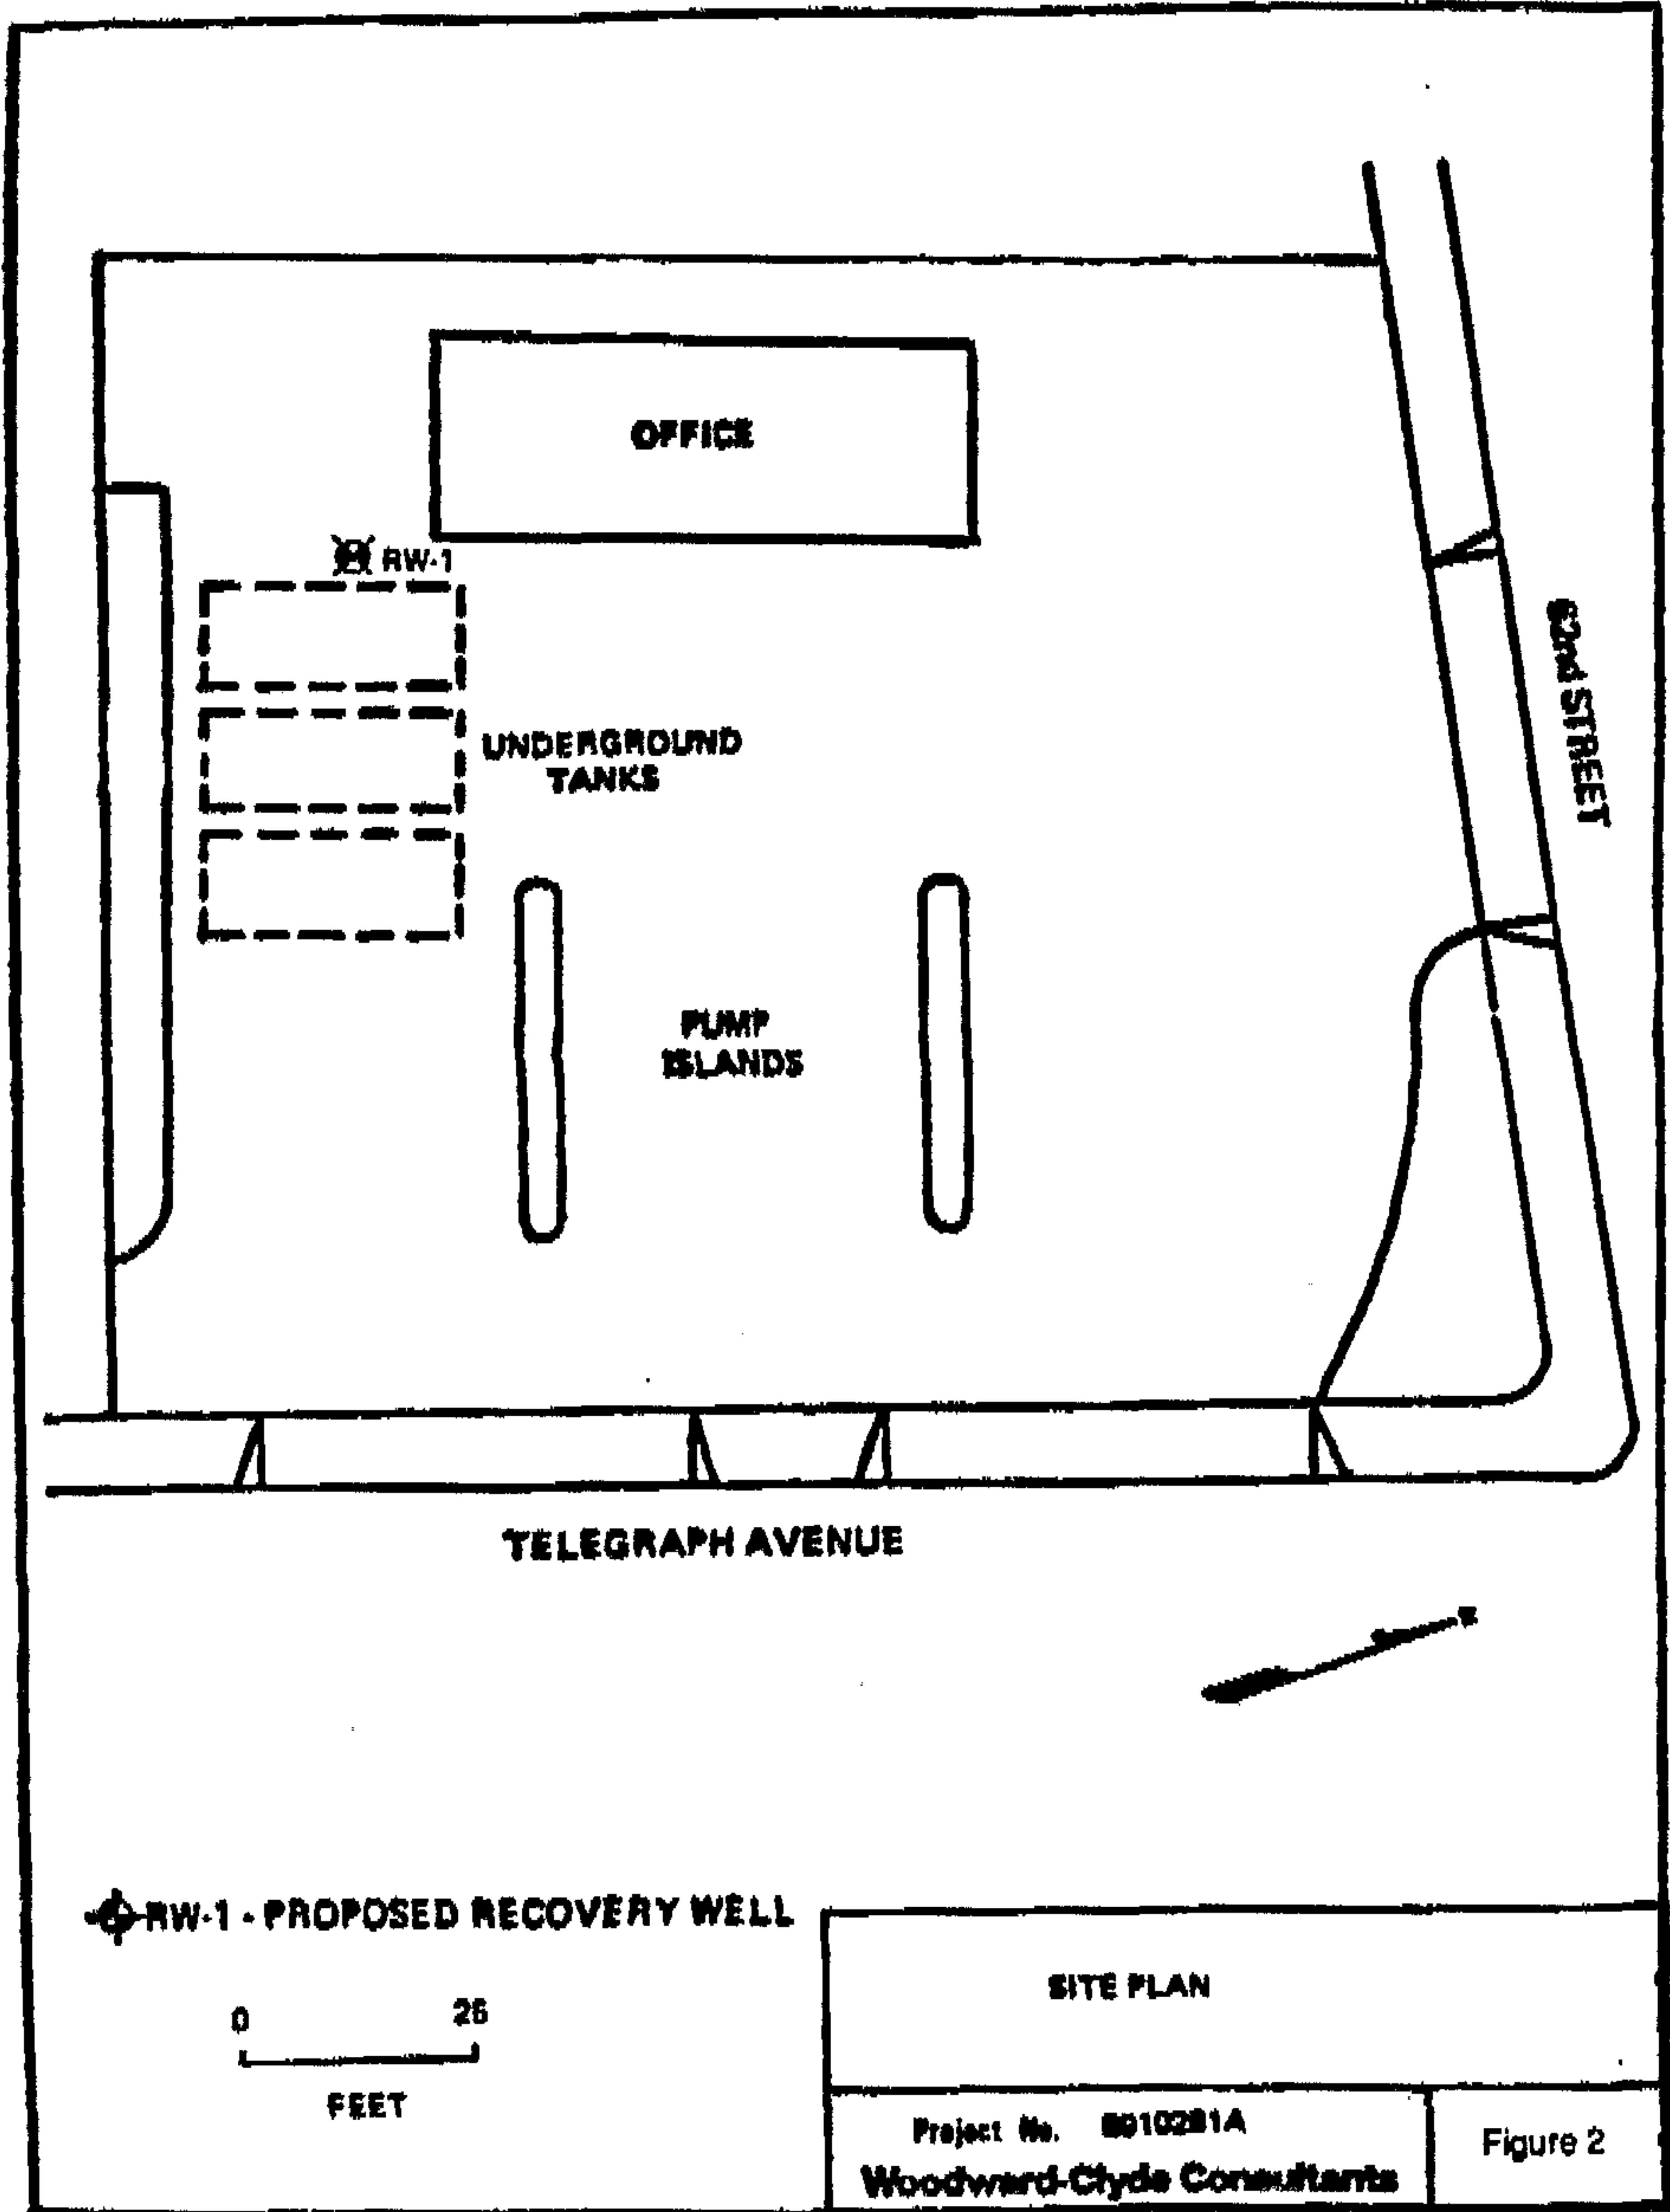 OFFICE
RW-1
UNDERGROUND
TANKS
62nd STREET
PUMP
ISLANDS
TELEGRAPH AVENUE
RW-1 - PROPOSED RECOVERY WELL
0 25
FEET
SITE PLAN
Project No.
Woodward-Clyde Consultants
Figure 2